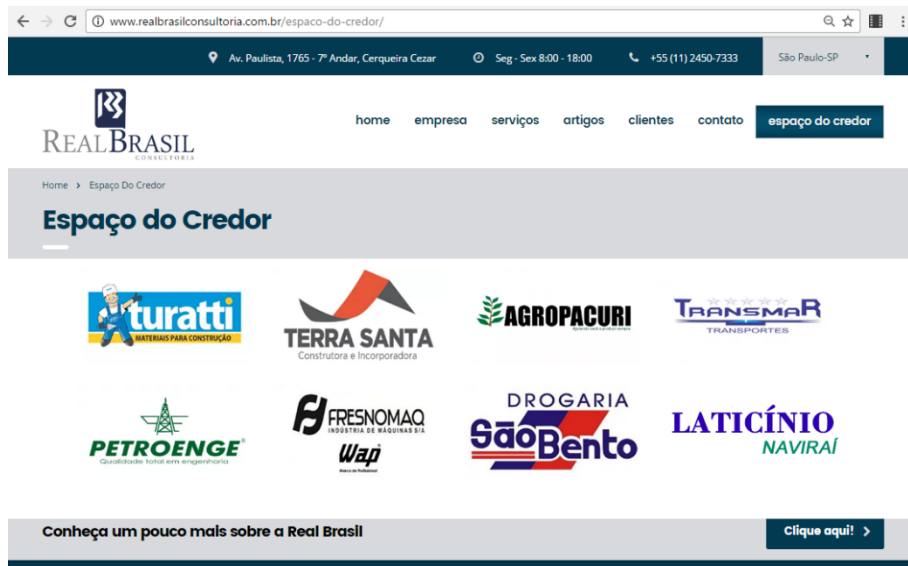 www.realbrasilconsultoria.com.br/espaco-do-credor/
Av. Paulista, 1765 - 7º Andar, Cerqueira Cezar Seg - Sex 8:00 - 18:00 +55 (11) 2450-7333 São Paulo-SP
REALBRASIL
CONSULTORIA
home empresa serviços artigos clientes contato espaço do credor
Home > Espaço Do Credor
Espaço do Credor
turatti
MATERIAIS PARA CONSTRUÇÃO
TERRA SANTA
Construtora e Incorporadora
AGROPACURI
TRANSMAR
TRANSPORTES
PETROENGE
Qualidade total em engenharia
FRESNOMAQ
INDÚSTRIA DE MÁQUINAS S/A
Wap
DROGARIA
São Bento
LATICÍNIO
NAVIRAÍ
Conheça um pouco mais sobre a Real Brasil Clique aqui! >